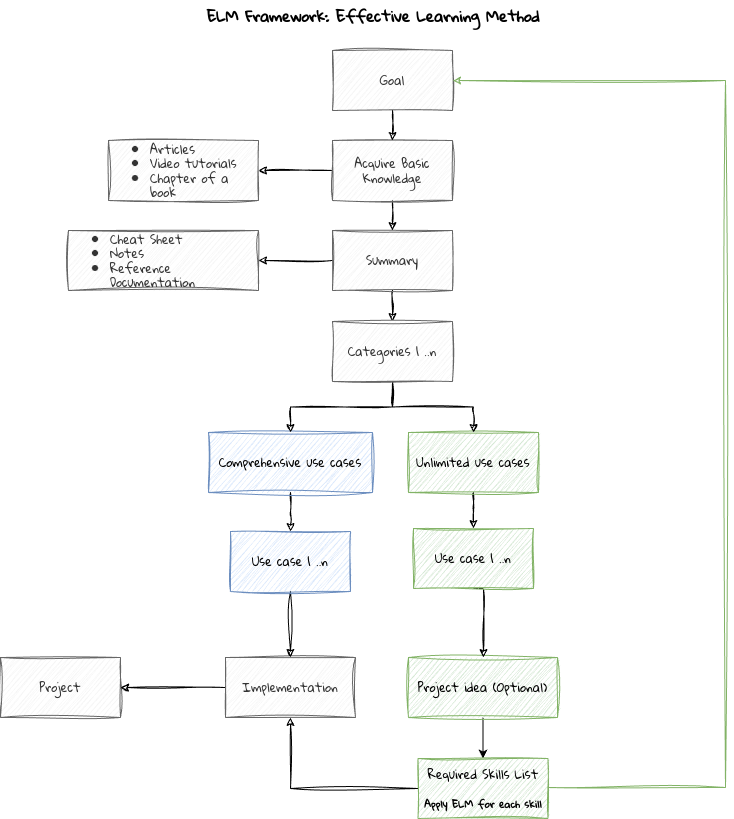 ELM Framework: Effective Learning Method
Goal
Articles
Video tutorials
Chapter of a
book
Acquire Basic
Knowledge
Cheat Sheet
Notes
Reference
Documentation
Summary
Categories 1 ..n
Comprehensive use cases
Unlimited use cases
Use case 1 ..n
Use case 1 ..n
Project
Implementation
Project idea (Optional)
Required Skills List
Apply ELM for each skill